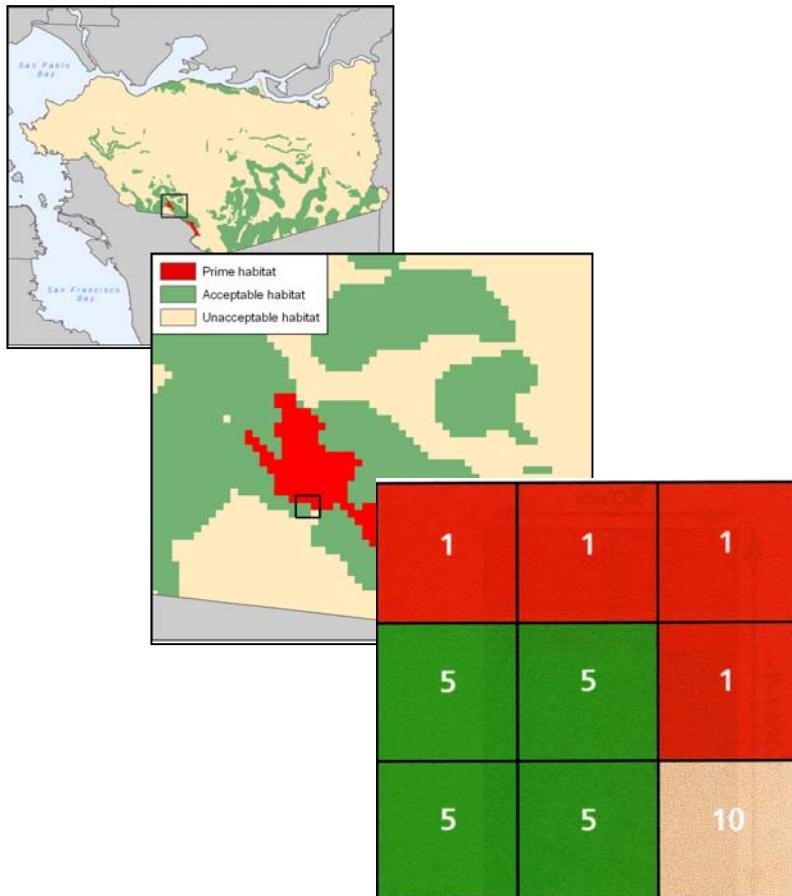 San Pablo
Bay
San Francisco
Bay
Prime habitat
Acceptable habitat
Unacceptable habitat
1 1 1
5 5 1
5 5 10